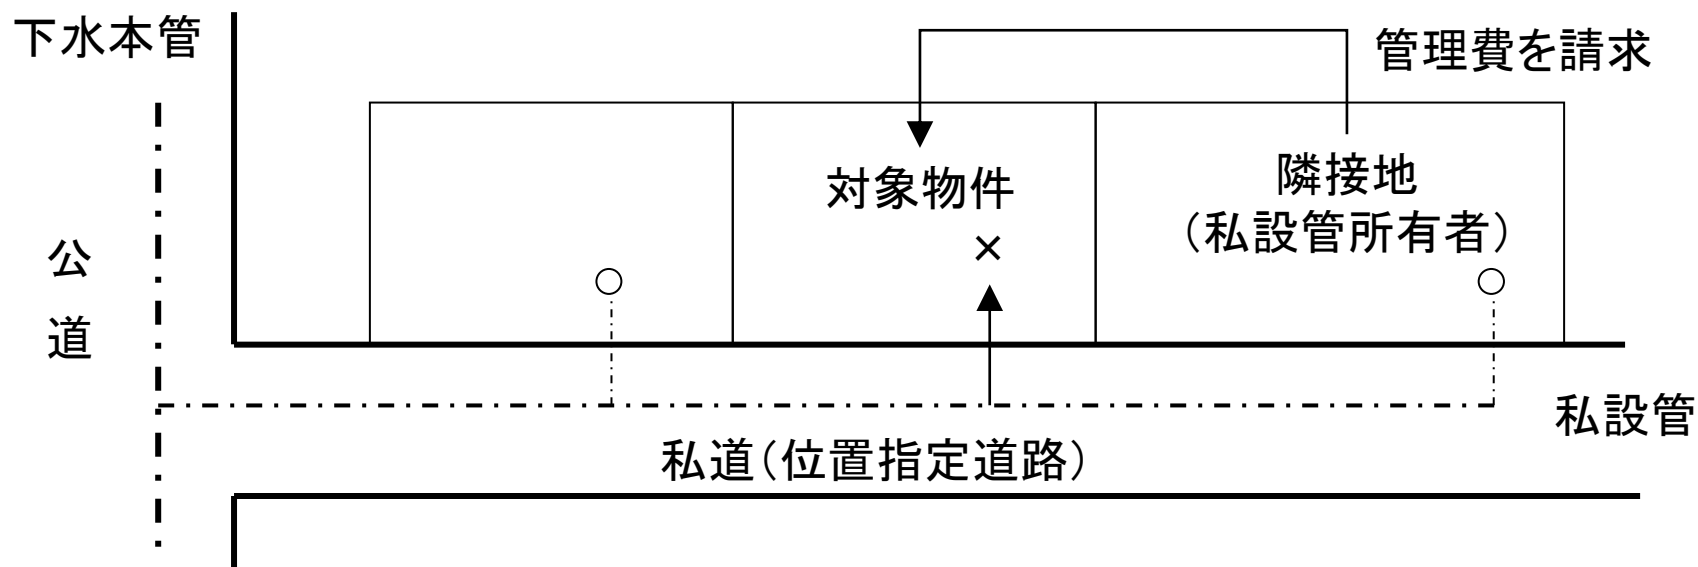 下水本管
管理費を請求
対象物件
×
隣接地
（私設管所有者）
公
道
私設管
私道（位置指定道路）